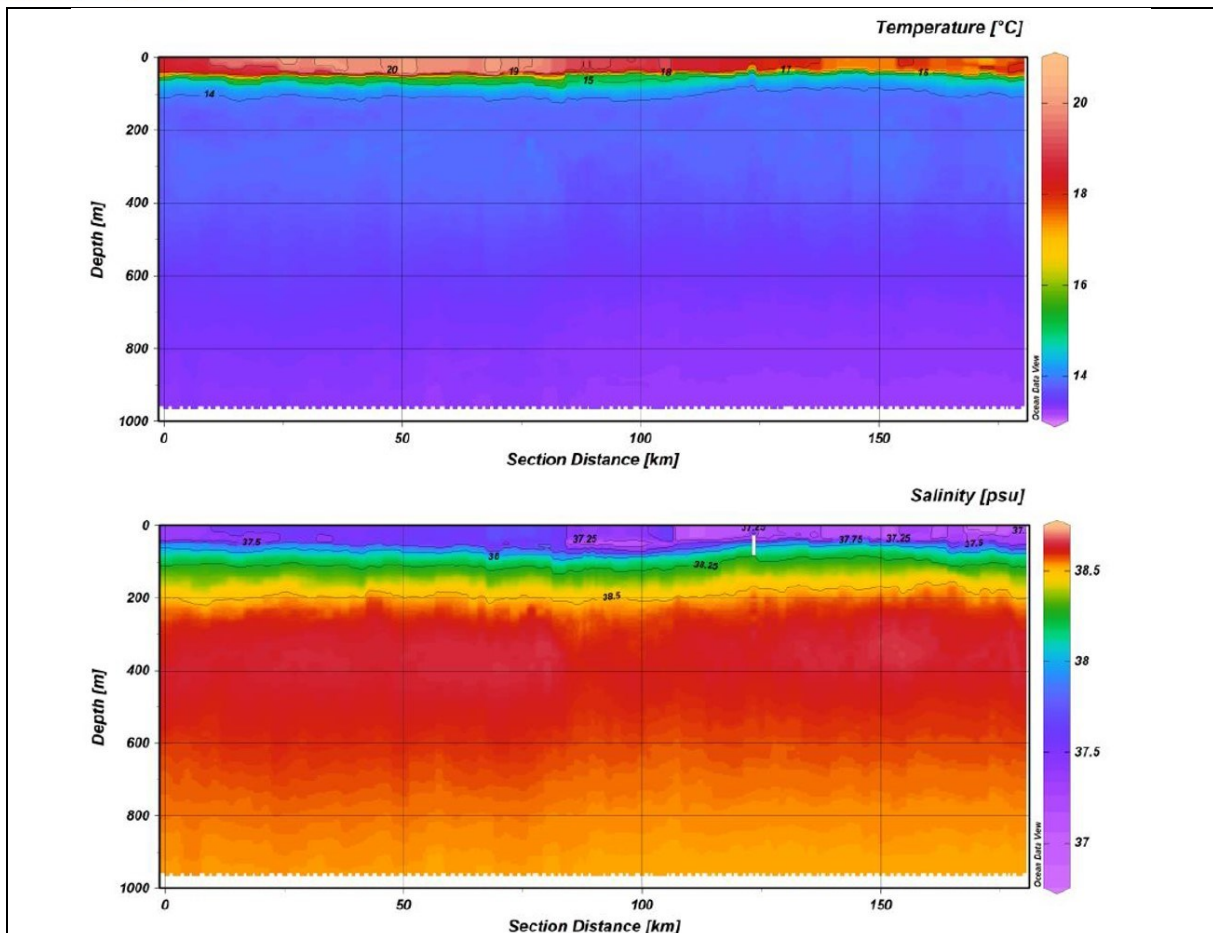 Temperature [°C]
0
200
400
600
800
1000
Depth [m]
20 19 15 18 17 16
14
0 50 100 150
Section Distance [km]
20
18
16
14
Ocean Data View
Salinity [psu]
0
200
400
600
800
1000
Depth [m]
37.5 37.25 37.25 37.75 37.25 37.5
38 38.25
38.5
0 50 100 150
Section Distance [km]
38.5
38
37.5
37
Ocean Data View